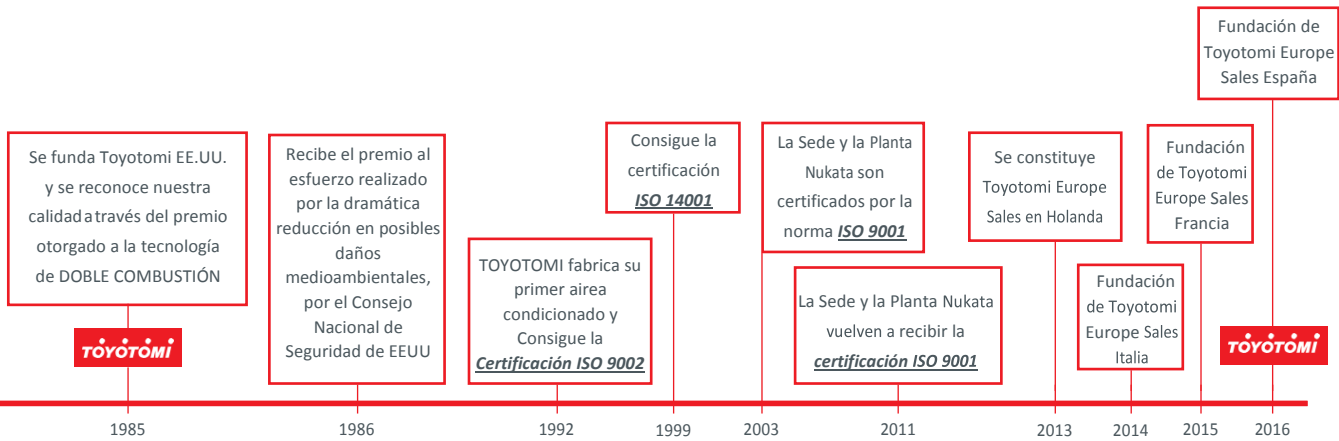 Se funda Toyotomi EE.UU.
y se reconoce nuestra
calidad a través del premio
otorgado a la tecnología
de DOBLE COMBUSTIÓN
TOYOTOMI
1985
Recibe el premio al
esfuerzo realizado
por la dramática
reducción en posibles
daños
medioambientales,
por el Consejo
Nacional de
Seguridad de EEUU
1986
TOYOTOMI fabrica su
primer airea
condicionado y
Consigue la
Certificación ISO 9002
1992
Consigue la
certificación
ISO 14001
1999
La Sede y la Planta
Nukata son
certificados por la
norma ISO 9001
2003
La Sede y la Planta Nukata
vuelven a recibir la
certificación ISO 9001
2011
Se constituye
Toyotomi Europe
Sales en Holanda
2013
Fundación
de Toyotomi
Europe Sales
Italia
2014
Fundación
de Toyotomi
Europe Sales
Francia
2015
Fundación de
Toyotomi Europe
Sales España
TOYOTOMI
2016